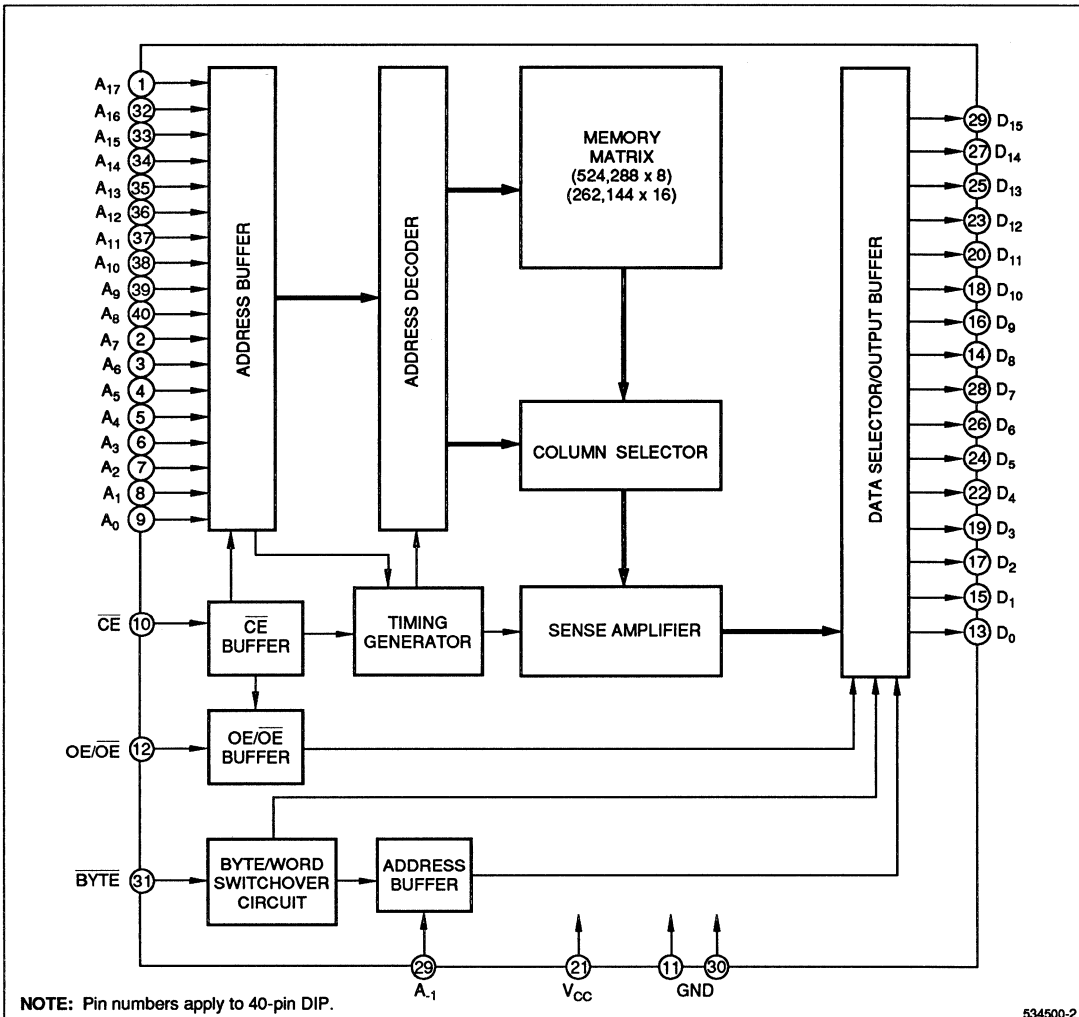 A17 1
A16 32
A15 33
A14 34
A13 35
A12 36
A11 37
A10 38
A9 39
A8 40
A7 2
A6 3
A5 4
A4 5
A3 6
A2 7
A1 8
A0 9
ADDRESS BUFFER
ADDRESS DECODER
MEMORY
MATRIX
(524,288 x 8)
(262,144 x 16)
COLUMN SELECTOR
SENSE AMPLIFIER
TIMING
GENERATOR
C̅E̅ 10
C̅E̅
BUFFER
OE/O̅E̅ 12
OE/O̅E̅
BUFFER
B̅Y̅T̅E̅ 31
BYTE/WORD
SWITCHOVER
CIRCUIT
ADDRESS
BUFFER
DATA SELECTOR/OUTPUT BUFFER
29 D15
27 D14
25 D13
23 D12
20 D11
18 D10
16 D9
14 D8
28 D7
26 D6
24 D5
22 D4
19 D3
17 D2
15 D1
13 D0
29
A-1
21
VCC
11 30
GND
NOTE: Pin numbers apply to 40-pin DIP.
534500-2